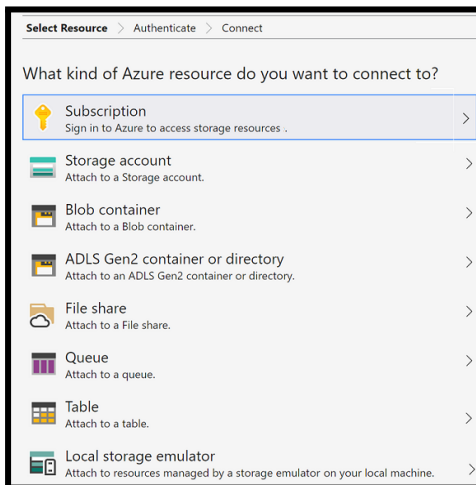 Select Resource > Authenticate > Connect
What kind of Azure resource do you want to connect to?
Subscription
Sign in to Azure to access storage resources .
Storage account
Attach to a Storage account.
Blob container
Attach to a Blob container.
ADLS Gen2 container or directory
Attach to an ADLS Gen2 container or directory.
File share
Attach to a File share.
Queue
Attach to a queue.
Table
Attach to a table.
Local storage emulator
Attach to resources managed by a storage emulator on your local machine.